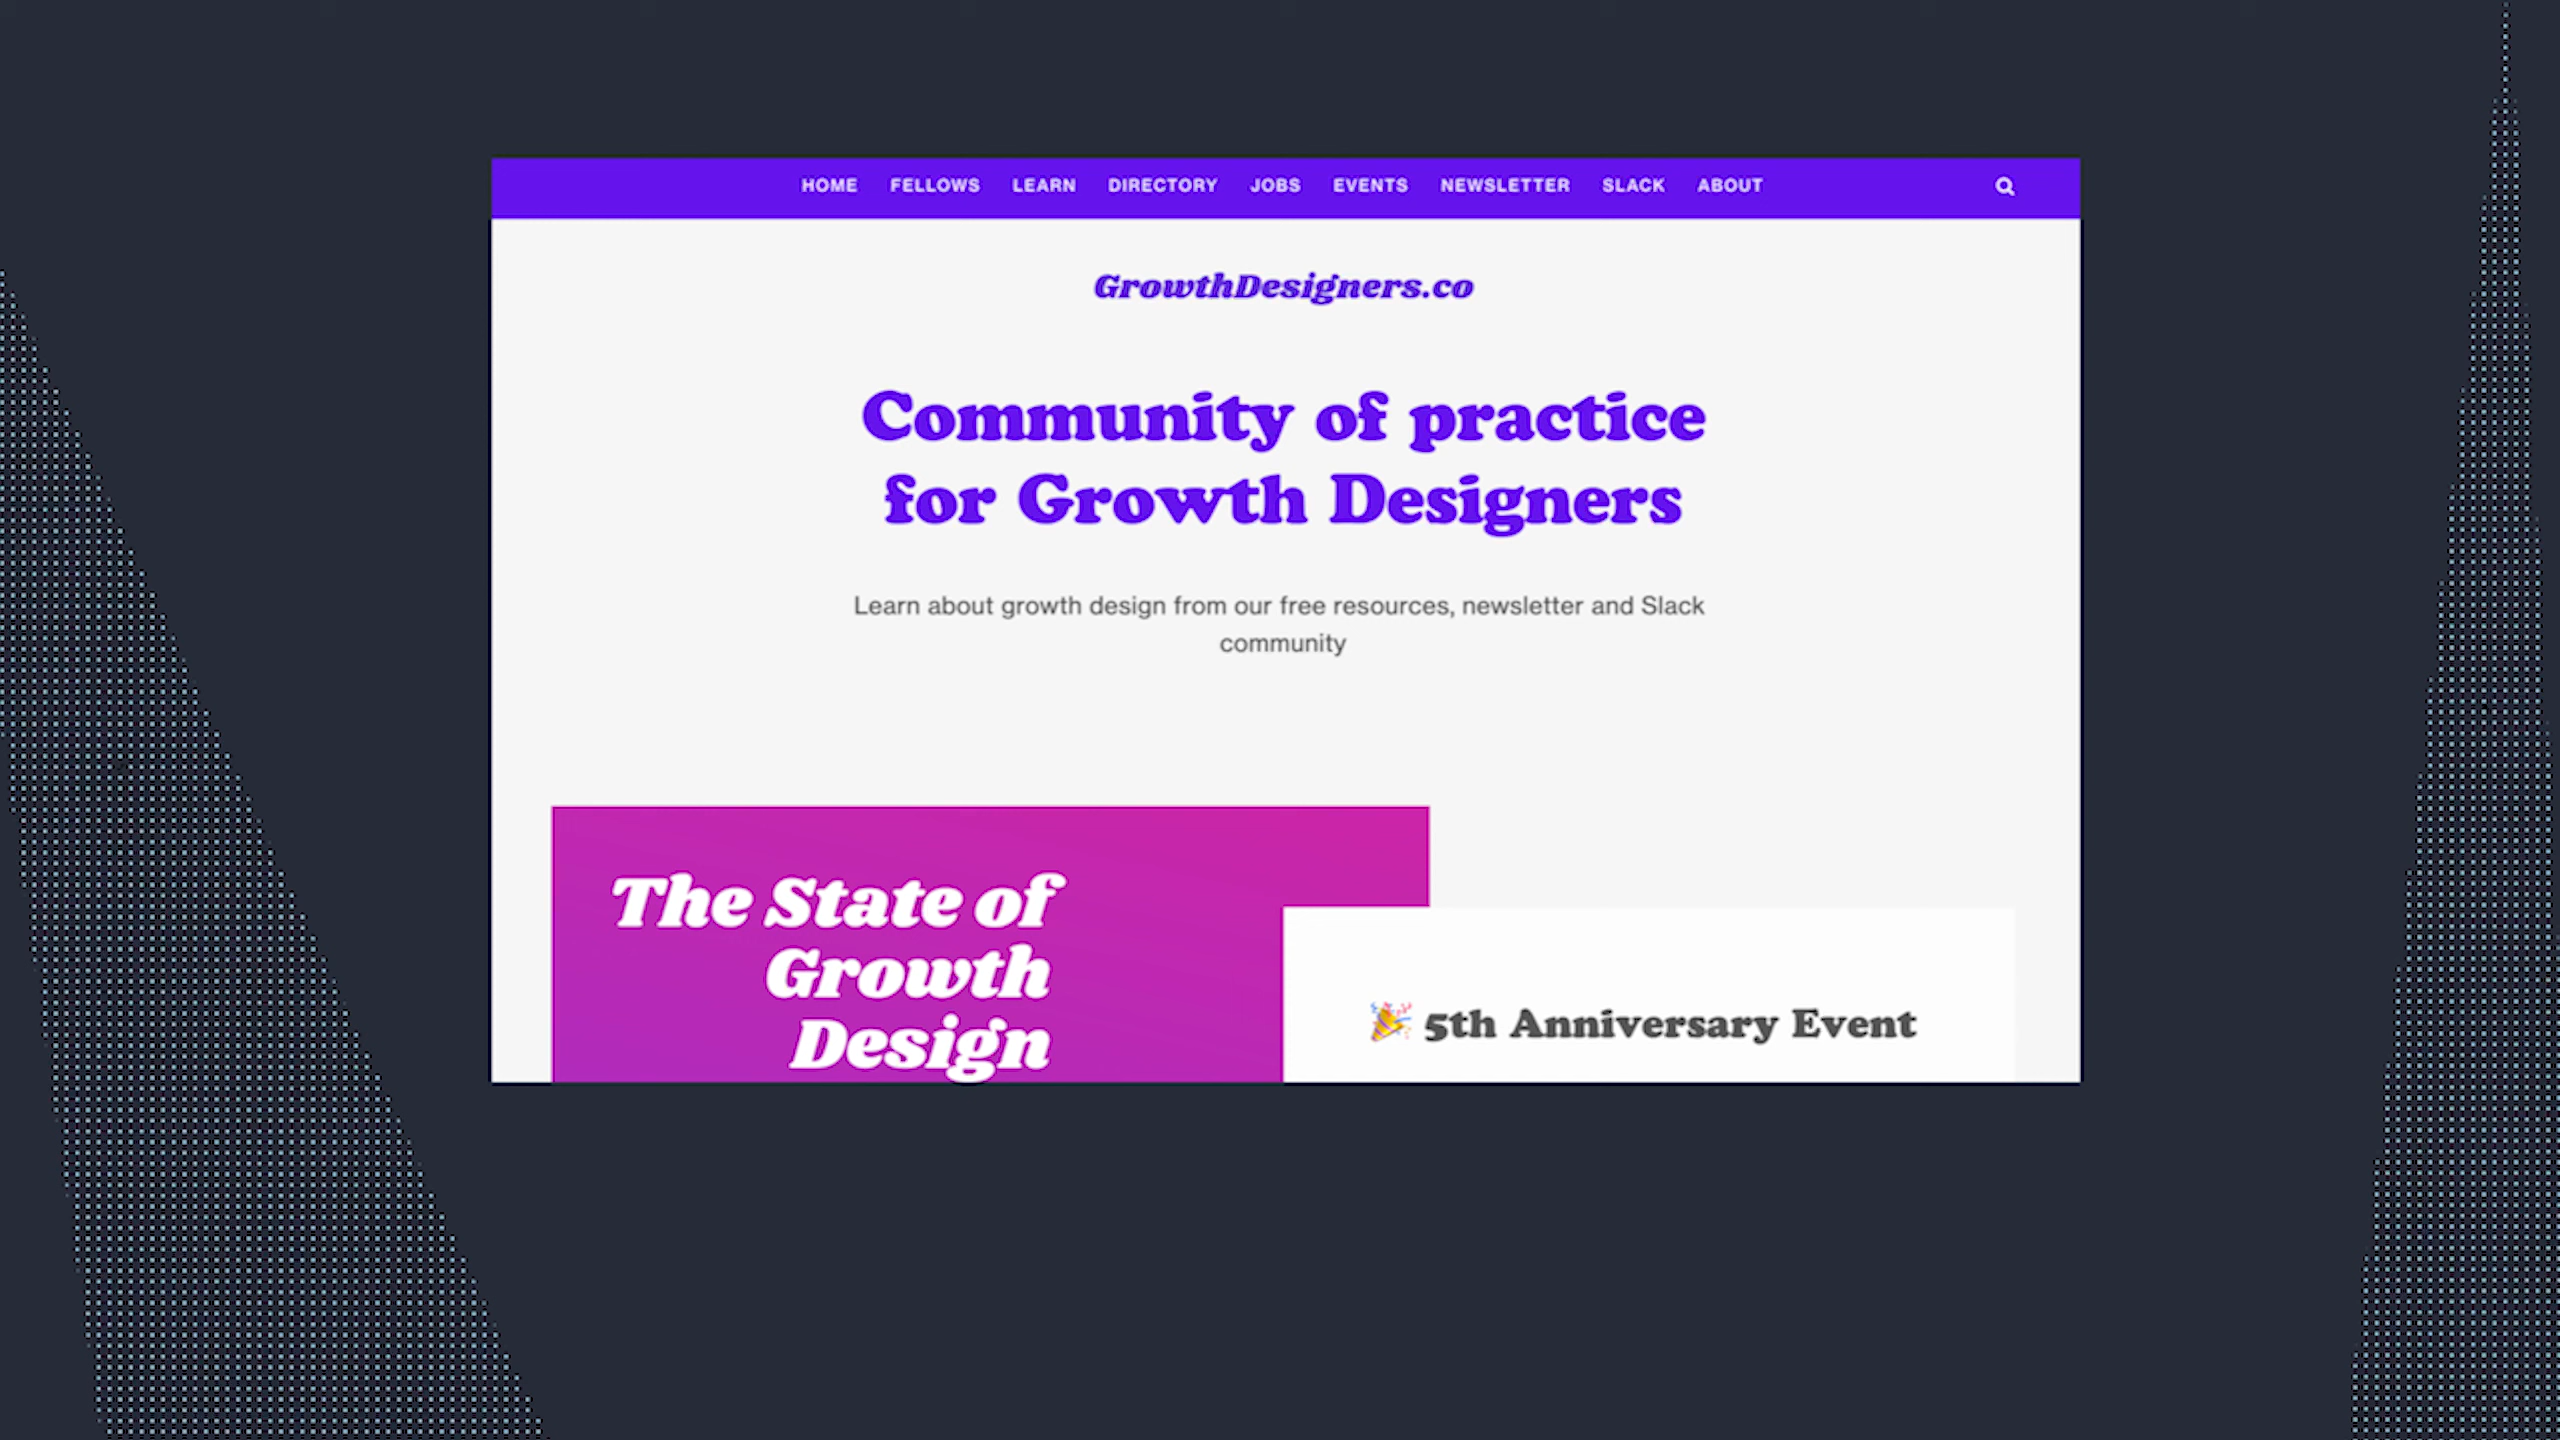 HOME FELLOWS LEARN DIRECTORY JOBS EVENTS NEWSLETTER SLACK ABOUT
GrowthDesigners.co
Community of practice
for Growth Designers
Learn about growth design from our free resources, newsletter and Slack
community
The State of
Growth
Design
🎉 5th Anniversary Event